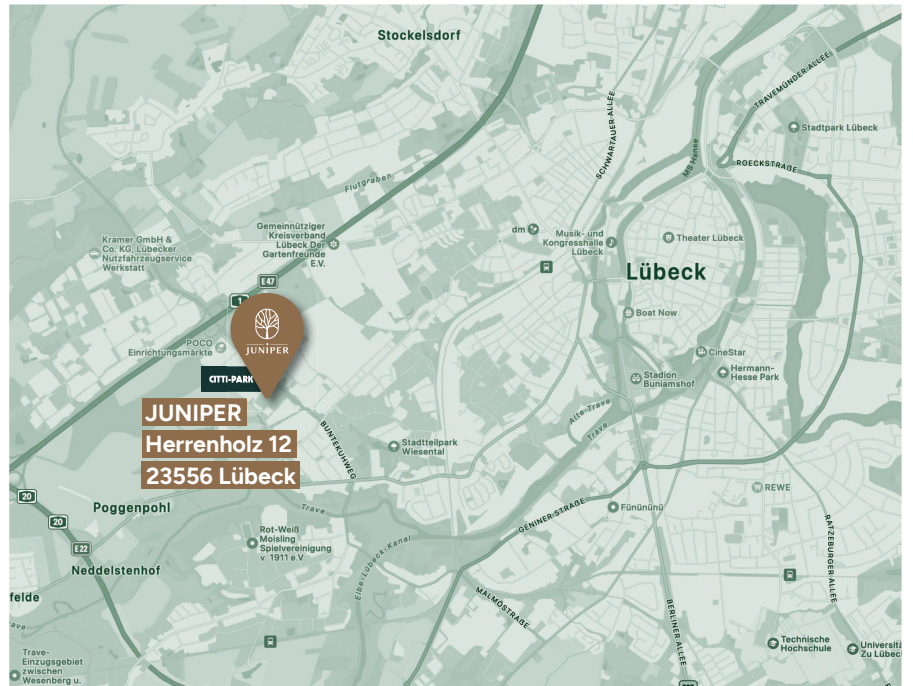 Stockelsdorf
TRAVEMÜNDER ALLEE
SCHWARTAUER ALLEE
Stadtpark Lübeck
MS Hanse
ROECKSTRAßE
Flutgraben
Gemeinnütziger
Kreisverband
Lübeck Der
Gartenfreunde
E.V.
Kramer GmbH &
Co. KG, Lübecker
Nutzfahrzeugservice
Werkstatt
dm
Musik- und
Kongresshalle
Lübeck
Theater Lübeck
Lübeck
E47
1
Boat Now
POCO
Einrichtungsmärkte
JUNIPER
CineStar
CITTI-PARK
Stadion
Buniamshof
Hermann-
Hesse Park
JUNIPER
Herrenholz 12
23556 Lübeck
Alte-Trave
Trave
BUNTEKUHWEG
Stadtteilpark
Wiesental
20
Poggenpohl
Trave
REWE
Fünününü
GENINER-STRAßE
20
Rot-Weiß
Moisling
Spielvereinigung
v. 1911 e.V.
E22
Elbe-Lübeck-Kanal
RATZEBURGER ALLEE
Neddelstenhof
felde
MALMÖSTRAßE
BERLINER ALLEE
ave
Technische
Hochschule
Universitä
Zu Lübeck
Trave-
Einzugsgebiet
zwischen
Wesenberg u.